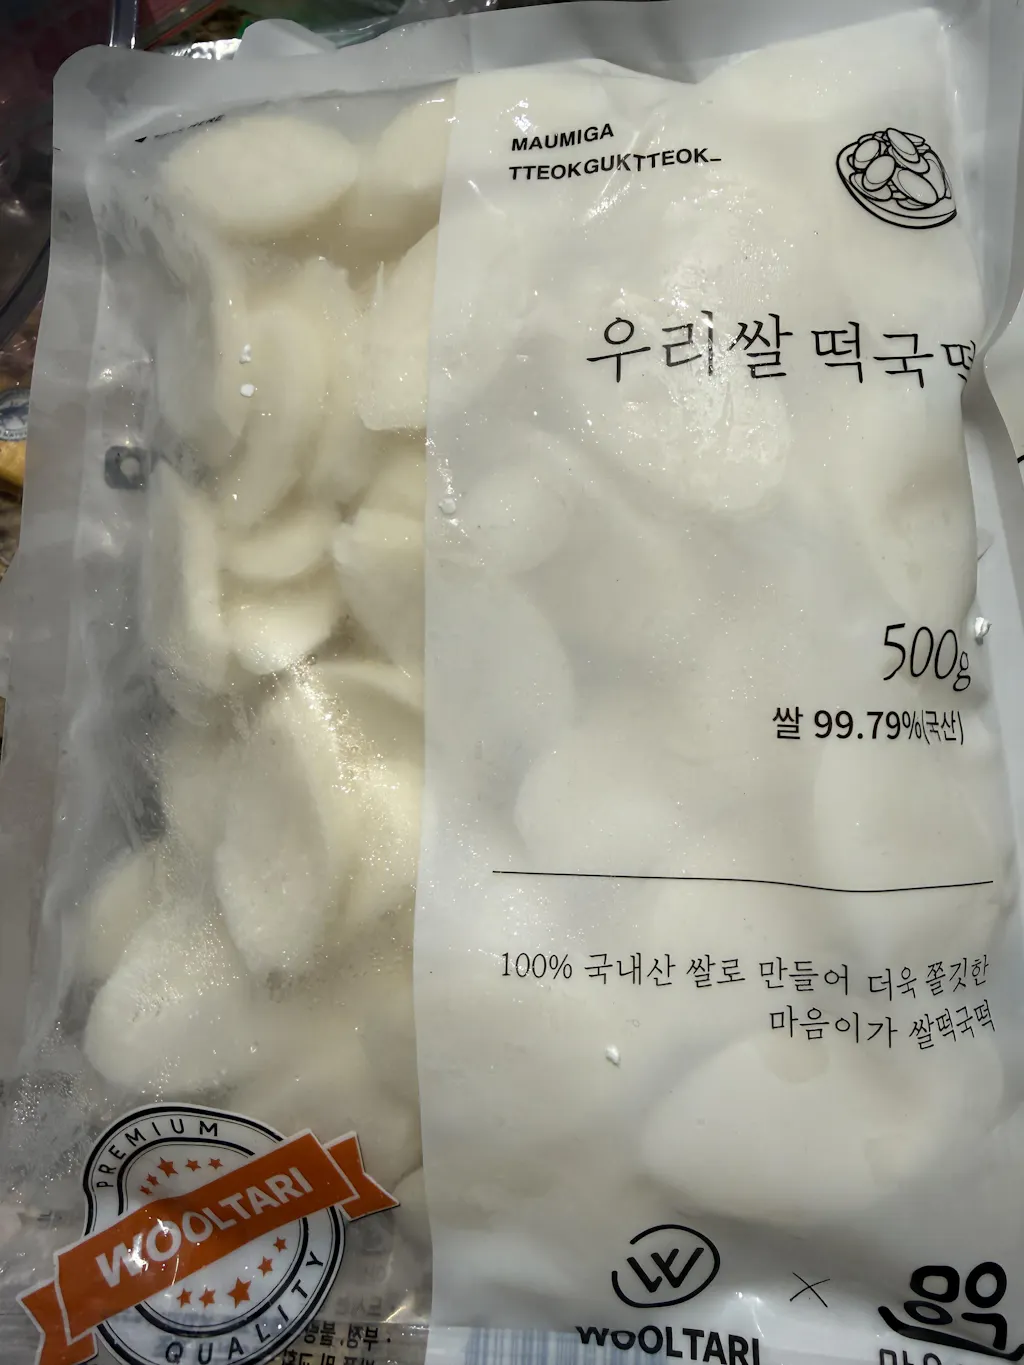 MAUMIGA
TTEOKGUKTTEOK_
우리쌀 떡국떡
500g
쌀 99.79%(국산)
100% 국내산 쌀로 만들어 더욱 쫄깃한
마음이가 쌀떡국떡
PREMIUM
WOOLTARI
QUALITY
W
WOOLTARI
×